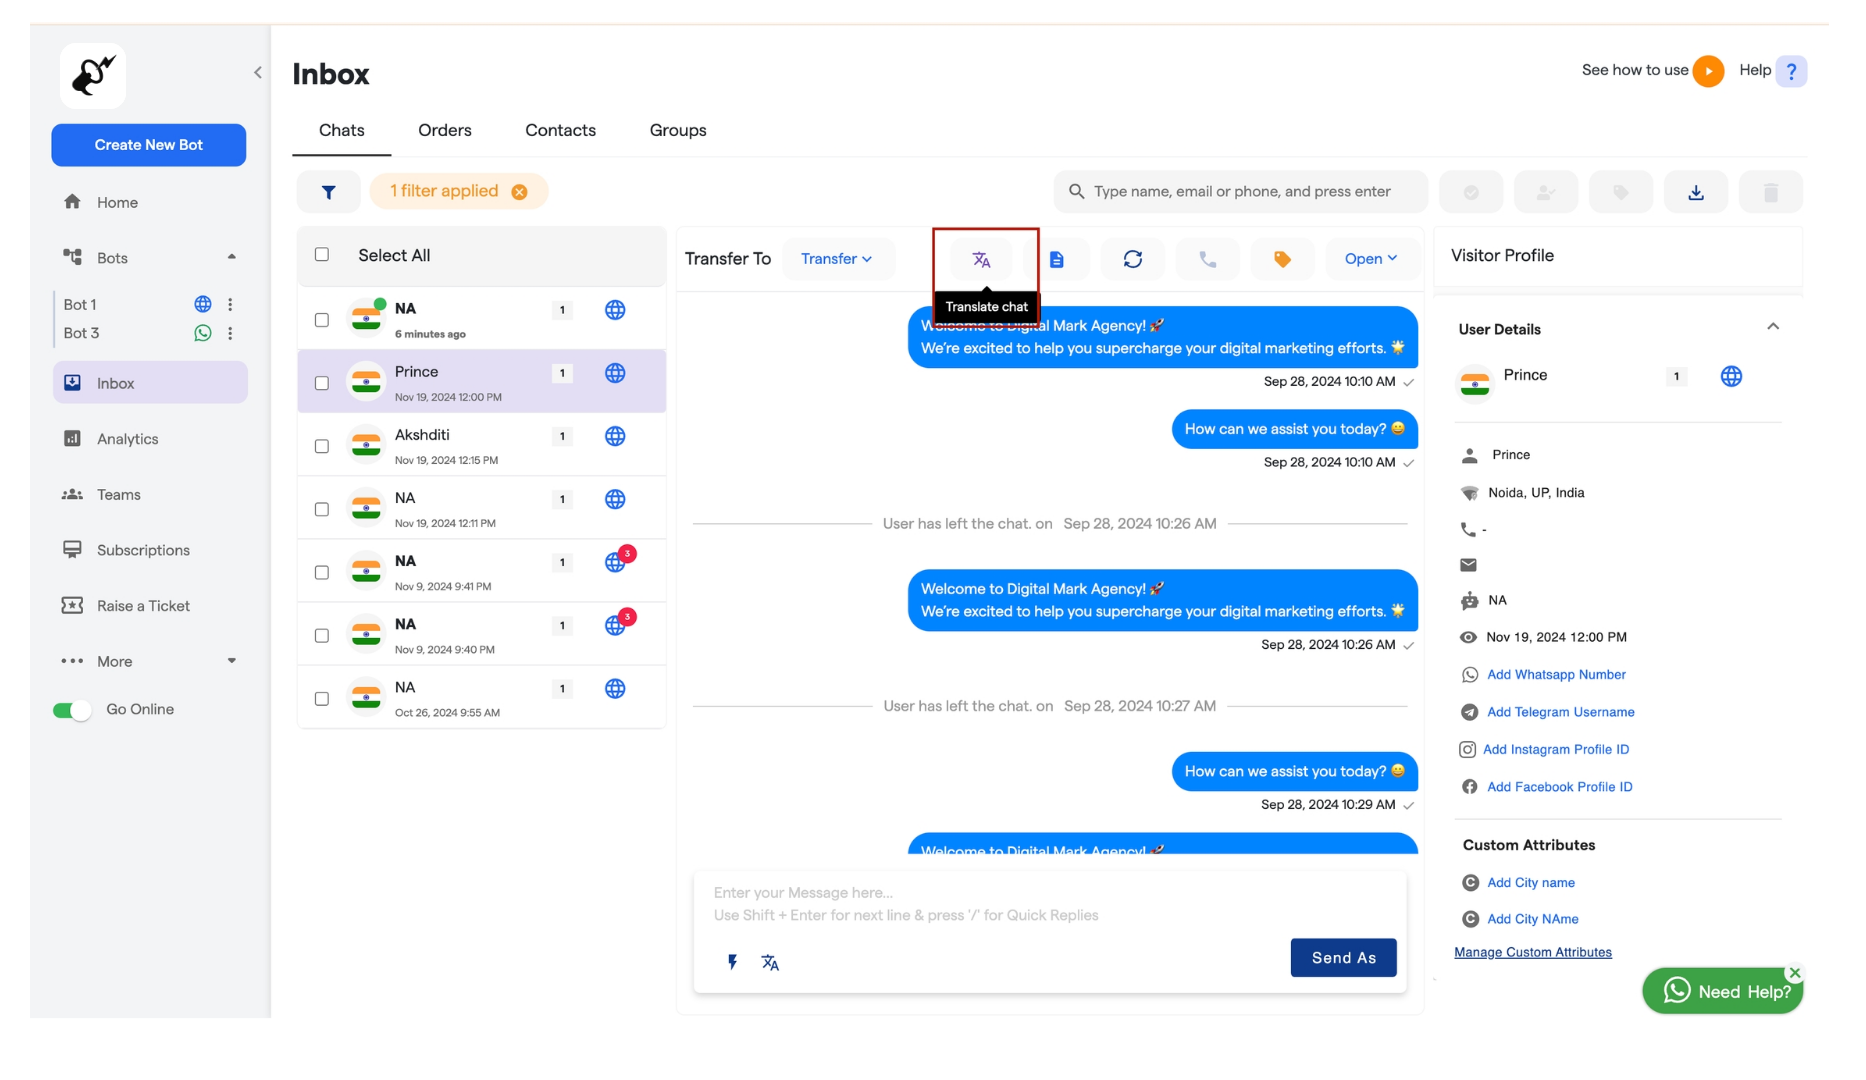 Inbox
See how to use
Help ?
Create New Bot
Home
Bots
Bot 1
Bot 3
Inbox
Analytics
Teams
Subscriptions
Raise a Ticket
More
Go Online
Chats Orders Contacts Groups
1 filter applied
Type name, email or phone, and press enter
Select All
NA 1
6 minutes ago
Prince 1
Nov 19, 2024 12:00 PM
Akshditi 1
Nov 19, 2024 12:15 PM
NA 1
Nov 19, 2024 12:11 PM
NA 1 3
Nov 9, 2024 9:41 PM
NA 1 3
Nov 9, 2024 9:40 PM
NA 1
Oct 26, 2024 9:55 AM
Transfer To Transfer Open
Translate chat
Welcome to Digital Mark Agency! 🚀
We're excited to help you supercharge your digital marketing efforts. 🌟
Sep 28, 2024 10:10 AM
How can we assist you today? 😀
Sep 28, 2024 10:10 AM
User has left the chat. on Sep 28, 2024 10:26 AM
Welcome to Digital Mark Agency! 🚀
We're excited to help you supercharge your digital marketing efforts. 🌟
Sep 28, 2024 10:26 AM
User has left the chat. on Sep 28, 2024 10:27 AM
How can we assist you today? 😀
Sep 28, 2024 10:29 AM
Welcome to Digital Mark Agency! 🚀
Enter your Message here...
Use Shift + Enter for next line & press '/' for Quick Replies
Send As
Visitor Profile
User Details
Prince 1
Prince
Noida, UP, India
-
NA
Nov 19, 2024 12:00 PM
Add Whatsapp Number
Add Telegram Username
Add Instagram Profile ID
Add Facebook Profile ID
Custom Attributes
C Add City name
C Add City NAme
Manage Custom Attributes
Need Help?